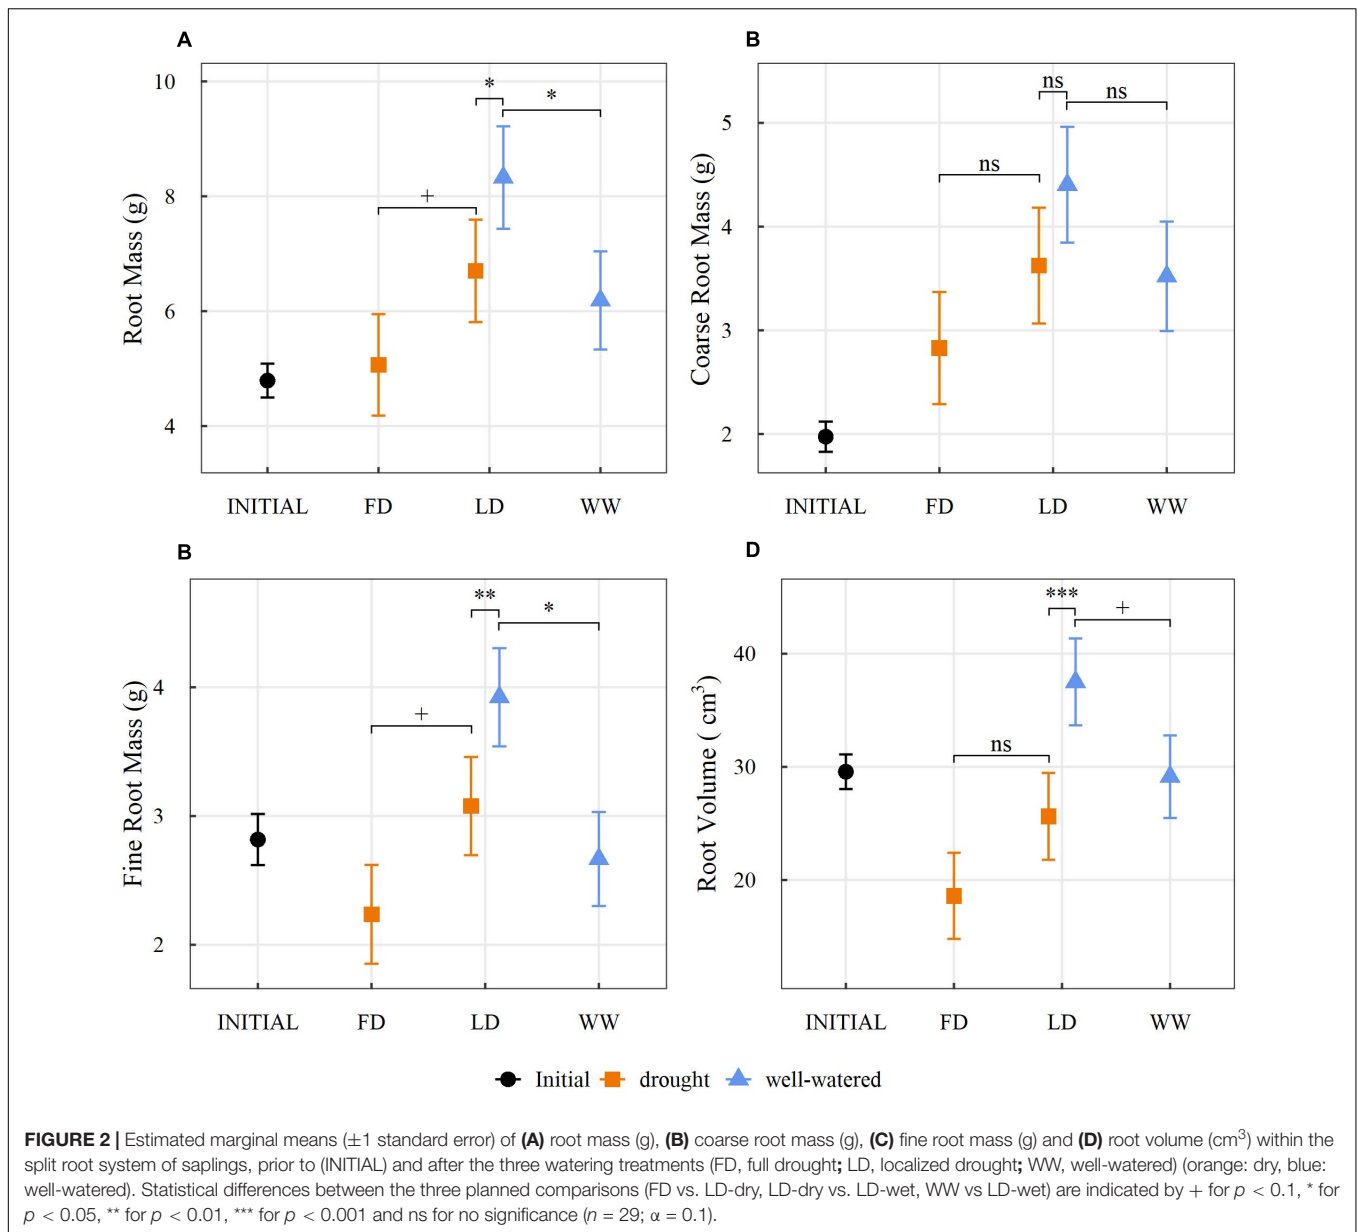 A
10
8
6
4
Root Mass (g)
*
*
+
INITIAL FD LD WW
B
5
4
3
2
Coarse Root Mass (g)
ns
ns
ns
INITIAL FD LD WW
B
4
3
2
Fine Root Mass (g)
**
*
+
INITIAL FD LD WW
D
40
30
20
Root Volume ( cm³)
***
+
ns
INITIAL FD LD WW
Initial drought well-watered
FIGURE 2 | Estimated marginal means (±1 standard error) of (A) root mass (g), (B) coarse root mass (g), (C) fine root mass (g) and (D) root volume (cm³) within the
split root system of saplings, prior to (INITIAL) and after the three watering treatments (FD, full drought; LD, localized drought; WW, well-watered) (orange: dry, blue:
well-watered). Statistical differences between the three planned comparisons (FD vs. LD-dry, LD-dry vs. LD-wet, WW vs LD-wet) are indicated by + for p < 0.1, * for
p < 0.05, ** for p < 0.01, *** for p < 0.001 and ns for no significance (n = 29; α = 0.1).